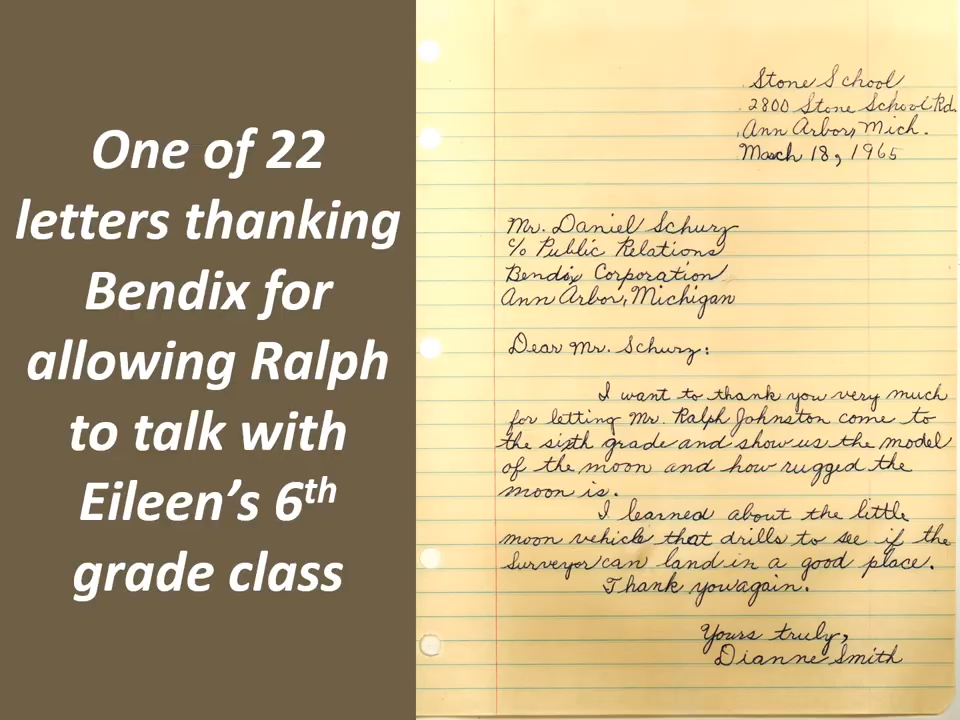 One of 22
letters thanking
Bendix for
allowing Ralph
to talk with
Eileen's 6th
grade class
Stone School
2800 Stone School Rd.
Ann Arbor, Mich.
March 18, 1965
Mr. Daniel Schurz
c/o Public Relations
Bendix Corporation
Ann Arbor, Michigan
Dear Mr. Schurz:
I want to thank you very much
for letting Mr. Ralph Johnston come to
the sixth grade and show us the model
of the moon and how rugged the
moon is.
I learned about the little
moon vehicle that drills to see if the
Surveyor can land in a good place.
Thank you again.
Yours truly,
Dianne Smith